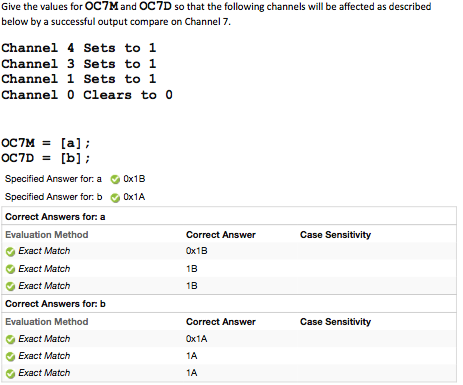 Give the values for OC7M and OC7D so that the following channels will be affected as described
below by a successful output compare on Channel 7.
Channel 4 Sets to 1
Channel 3 Sets to 1
Channel 1 Sets to 1
Channel 0 Clears to 0
OC7M = [a];
OC7D = [b];
Specified Answer for: a 0x1B
Specified Answer for: b 0x1A
Correct Answers for: a
Evaluation Method Correct Answer Case Sensitivity
Exact Match 0x1B
Exact Match 1B
Exact Match 1B
Correct Answers for: b
Evaluation Method Correct Answer Case Sensitivity
Exact Match 0x1A
Exact Match 1A
Exact Match 1A